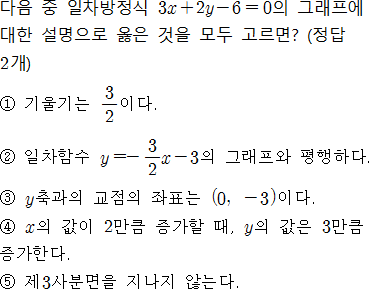 다음 중 일차방정식 3x+2y-6=0의 그래프에
대한 설명으로 옳은 것을 모두 고르면? (정답
2개)
① 기울기는 3/2이다.
② 일차함수 y=-3/2x-3의 그래프와 평행하다.
③ y축과의 교점의 좌표는 (0, -3)이다.
④ x의 값이 2만큼 증가할 때, y의 값은 3만큼
증가한다.
⑤ 제3사분면을 지나지 않는다.